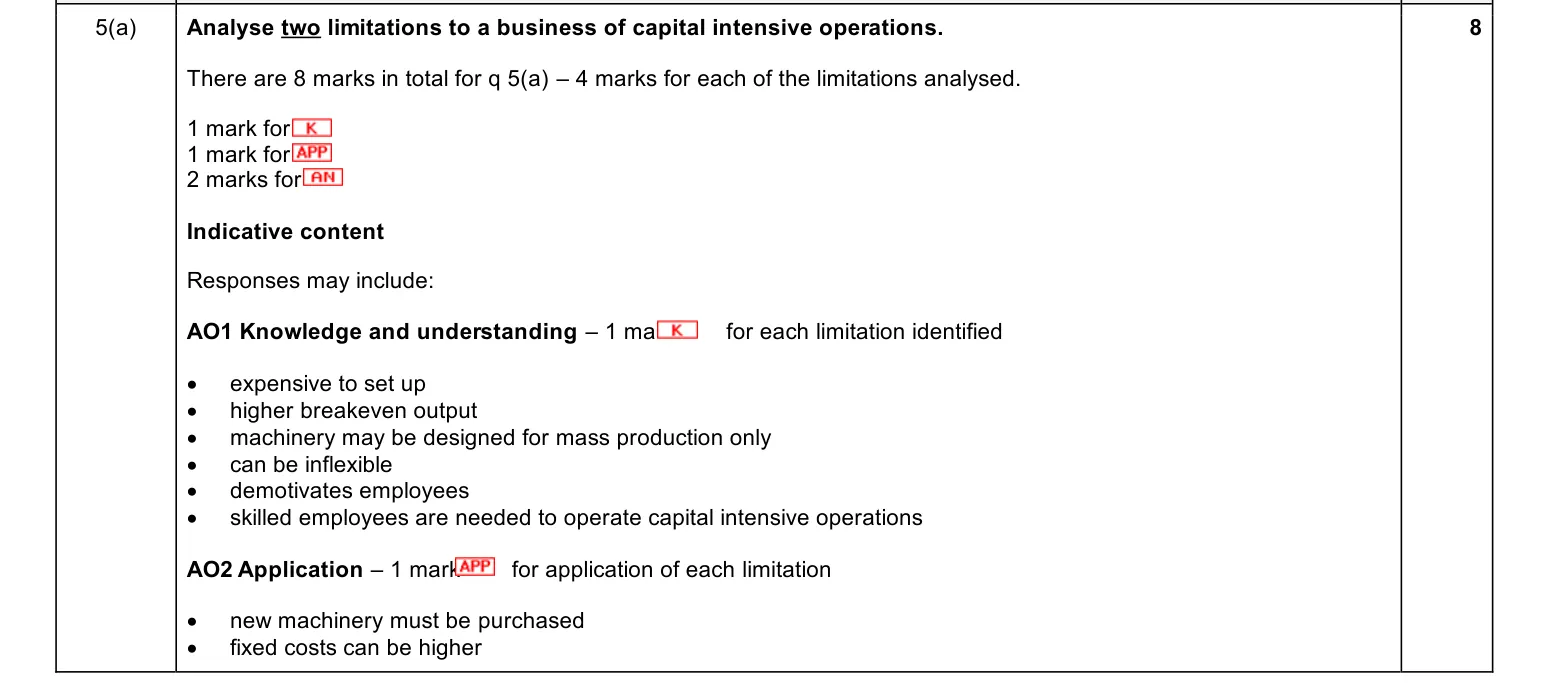 5(a)
Analyse two limitations to a business of capital intensive operations.
8
There are 8 marks in total for q 5(a) – 4 marks for each of the limitations analysed.
1 mark for K
1 mark for APP
2 marks for AN
Indicative content
Responses may include:
AO1 Knowledge and understanding – 1 ma K for each limitation identified
• expensive to set up
• higher breakeven output
• machinery may be designed for mass production only
• can be inflexible
• demotivates employees
• skilled employees are needed to operate capital intensive operations
AO2 Application – 1 mark APP for application of each limitation
• new machinery must be purchased
• fixed costs can be higher